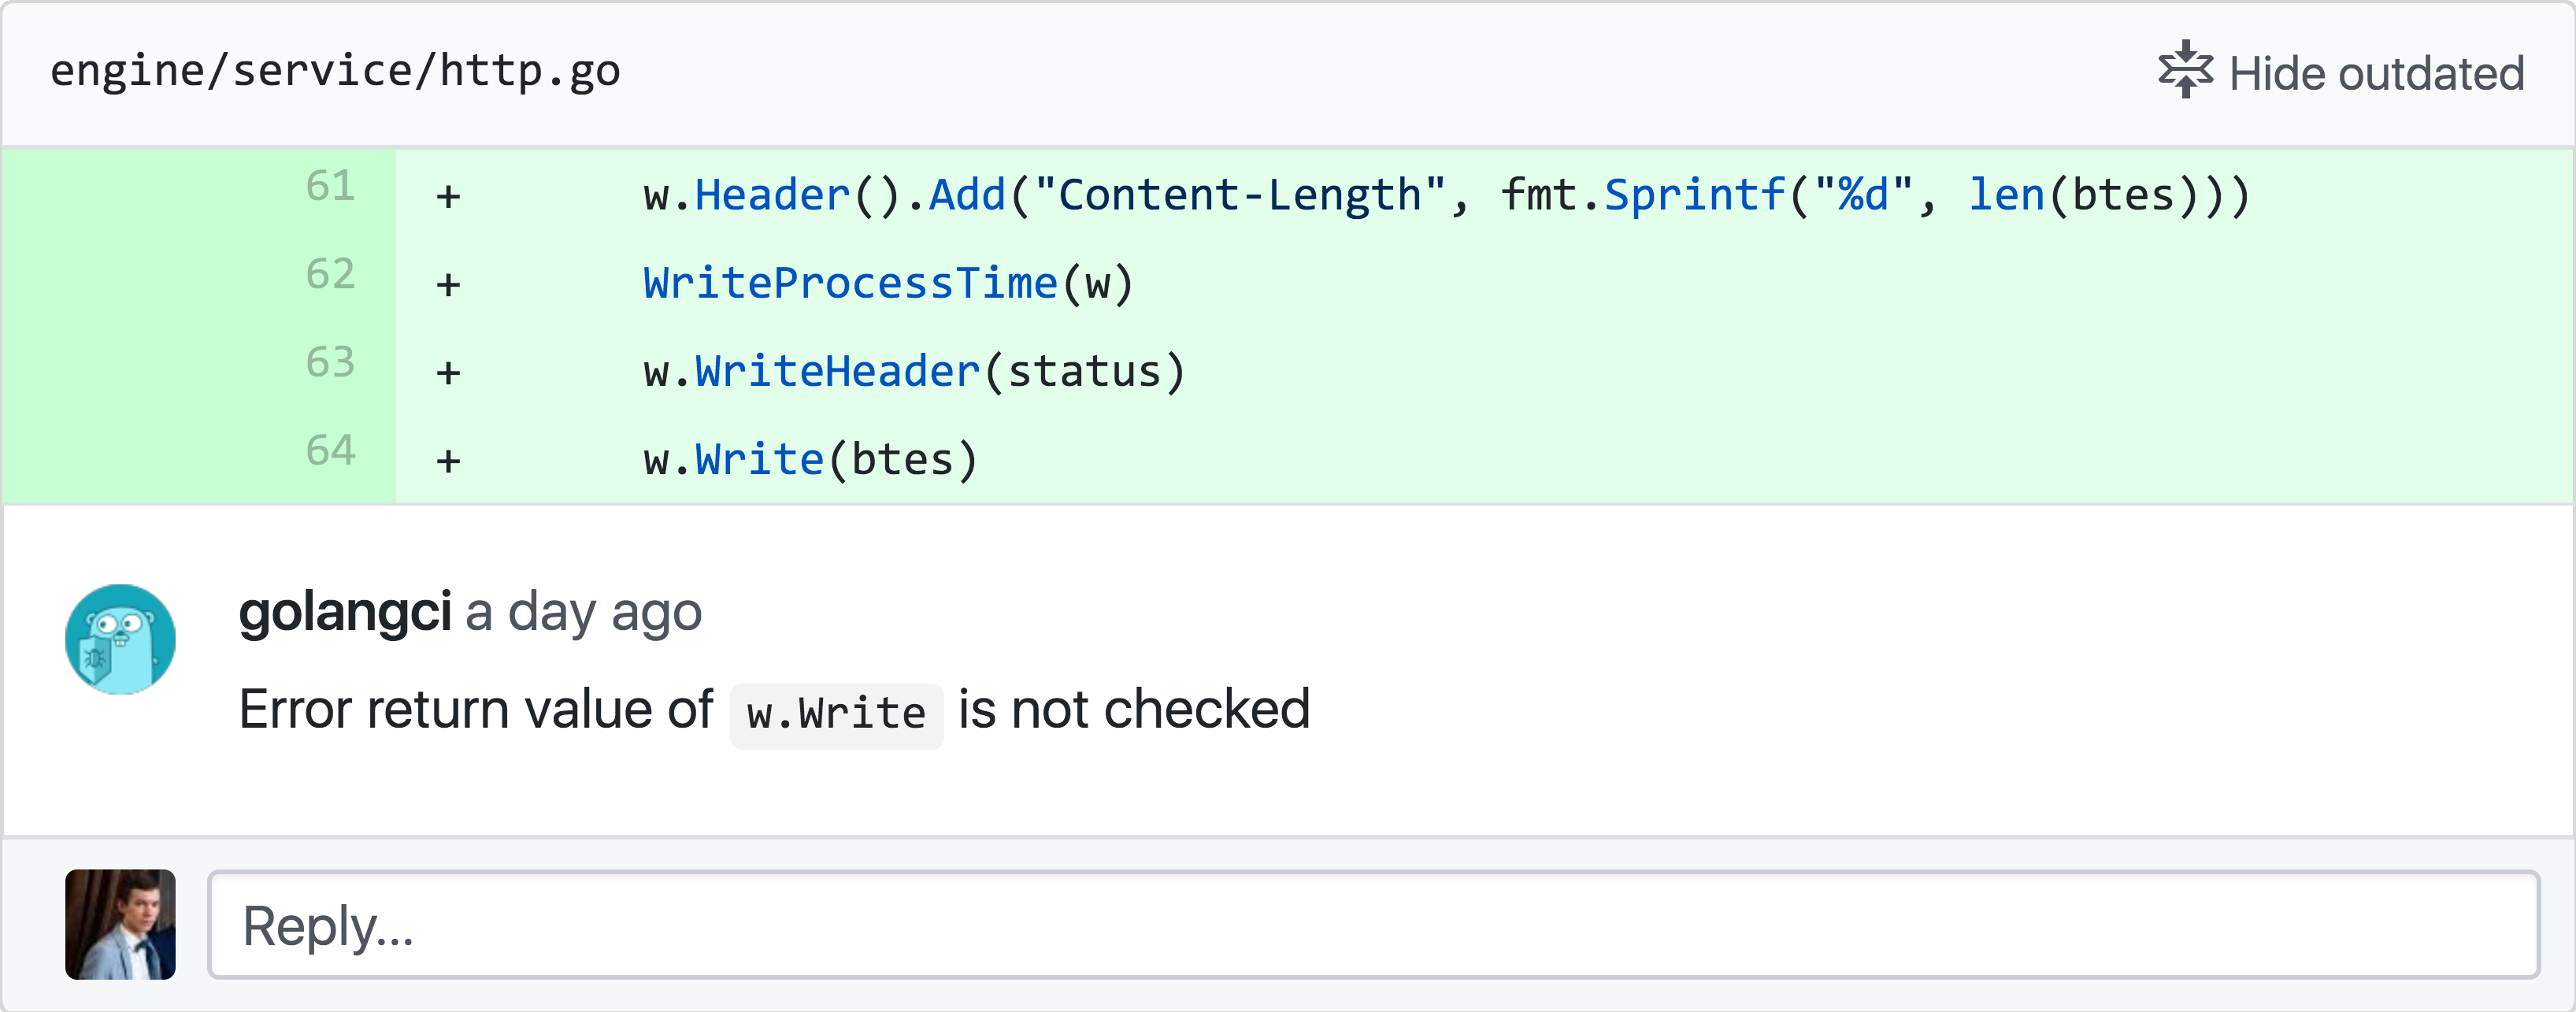 engine/service/http.go
Hide outdated
61 + w.Header().Add("Content-Length", fmt.Sprintf("%d", len(btes)))
62 + WriteProcessTime(w)
63 + w.WriteHeader(status)
64 + w.Write(btes)
golangci a day ago
Error return value of w.Write is not checked
Reply...